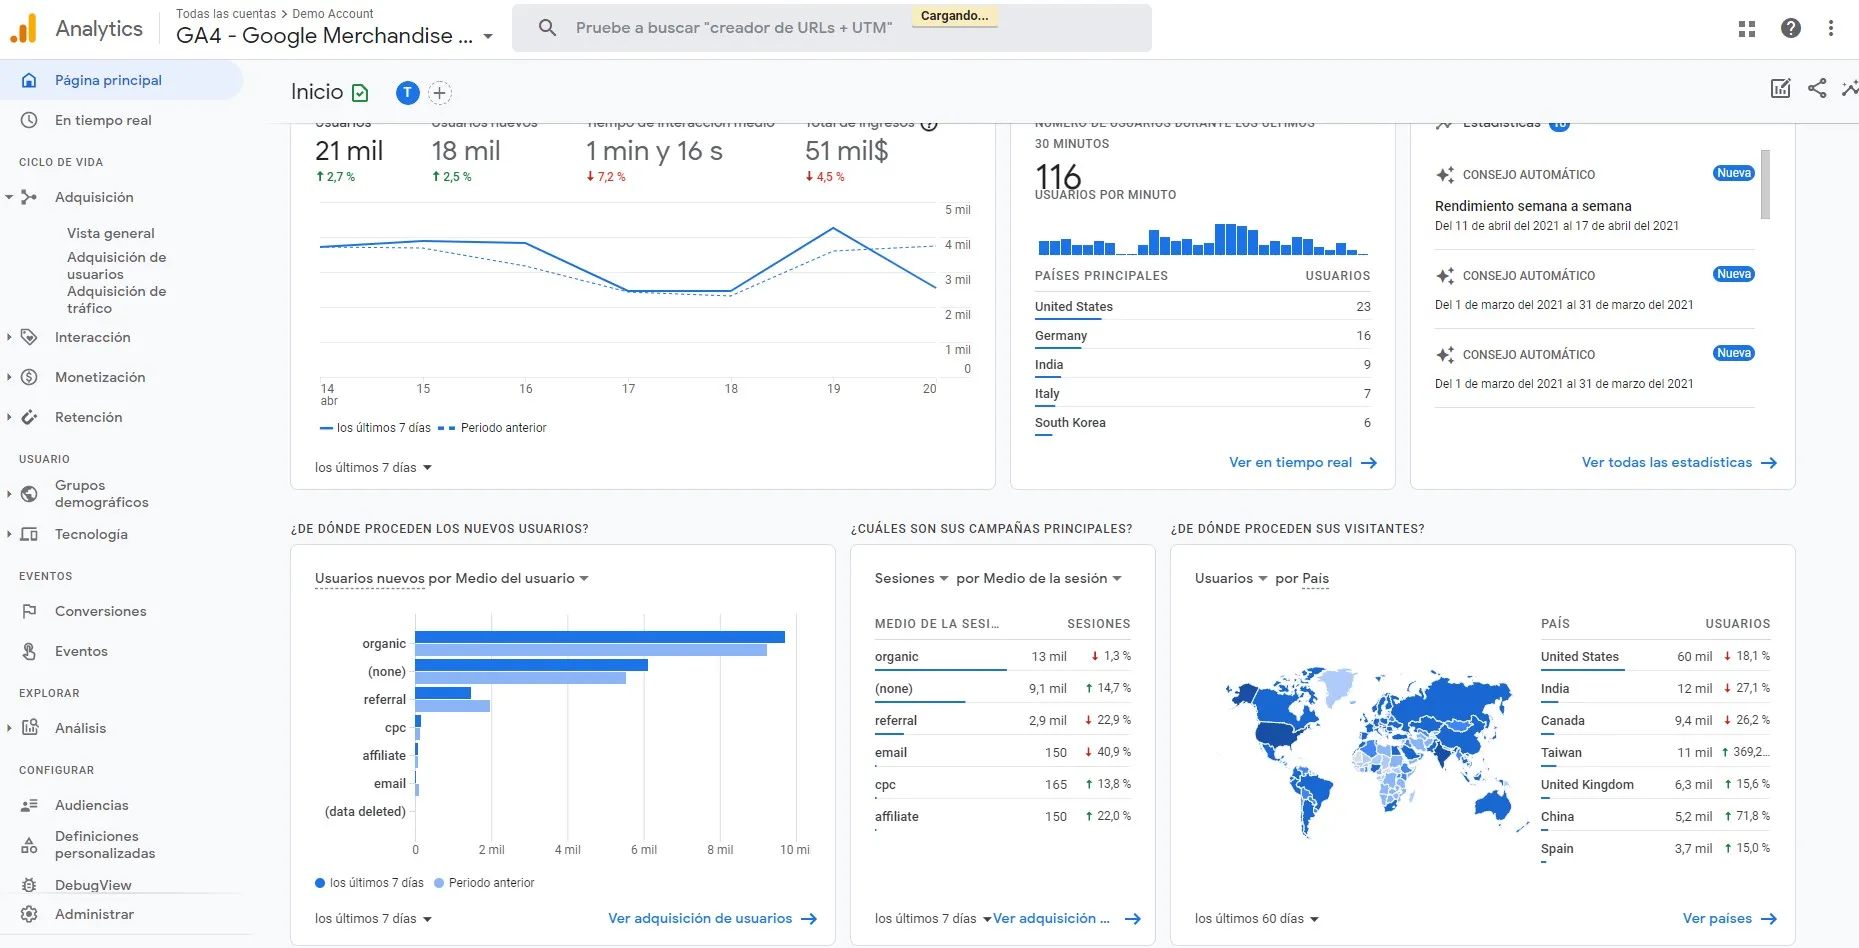 Analytics
Todas las cuentas > Demo Account
GA4 - Google Merchandise ...
Pruebe a buscar "creador de URLs + UTM"
Cargando...
Página principal
En tiempo real
CICLO DE VIDA
Adquisición
Vista general
Adquisición de
usuarios
Adquisición de
tráfico
Interacción
Monetización
Retención
USUARIO
Grupos
demográficos
Tecnología
EVENTOS
Conversiones
Eventos
EXPLORAR
Análisis
CONFIGURAR
Audiencias
Definiciones
personalizadas
DebugView
Administrar
Inicio
T
Usuarios
Usuarios nuevos
Tiempo de interacción medio
Total de ingresos
21 mil
18 mil
1 min y 16 s
51 mil$
2,7 %
2,5 %
7,2 %
4,5 %
5 mil
4 mil
3 mil
2 mil
1 mil
0
14 15 16 17 18 19 20
abr
los últimos 7 días Periodo anterior
los últimos 7 días
NÚMERO DE USUARIOS DURANTE LOS ÚLTIMOS
30 MINUTOS
116
USUARIOS POR MINUTO
PAÍSES PRINCIPALES USUARIOS
United States 23
Germany 16
India 9
Italy 7
South Korea 6
Ver en tiempo real
Estadísticas 10
CONSEJO AUTOMÁTICO Nueva
Rendimiento semana a semana
Del 11 de abril del 2021 al 17 de abril del 2021
CONSEJO AUTOMÁTICO Nueva
Del 1 de marzo del 2021 al 31 de marzo del 2021
CONSEJO AUTOMÁTICO Nueva
Del 1 de marzo del 2021 al 31 de marzo del 2021
Ver todas las estadísticas
¿DE DÓNDE PROCEDEN LOS NUEVOS USUARIOS?
Usuarios nuevos por Medio del usuario
organic
(none)
referral
cpc
affiliate
email
(data deleted)
0 2 mil 4 mil 6 mil 8 mil 10 mi
los últimos 7 días Periodo anterior
los últimos 7 días
Ver adquisición de usuarios
¿CUÁLES SON SUS CAMPAÑAS PRINCIPALES?
Sesiones por Medio de la sesión
MEDIO DE LA SESI... SESIONES
organic 13 mil 1,3 %
(none) 9,1 mil 14,7 %
referral 2,9 mil 22,9 %
email 150 40,9 %
cpc 165 13,8 %
affiliate 150 22,0 %
los últimos 7 días Ver adquisición ...
¿DE DÓNDE PROCEDEN SUS VISITANTES?
Usuarios por País
PAÍS USUARIOS
United States 60 mil 18,1 %
India 12 mil 27,1 %
Canada 9,4 mil 26,2 %
Taiwan 11 mil 369,2...
United Kingdom 6,3 mil 15,6 %
China 5,2 mil 71,8 %
Spain 3,7 mil 15,0 %
los últimos 60 días
Ver países